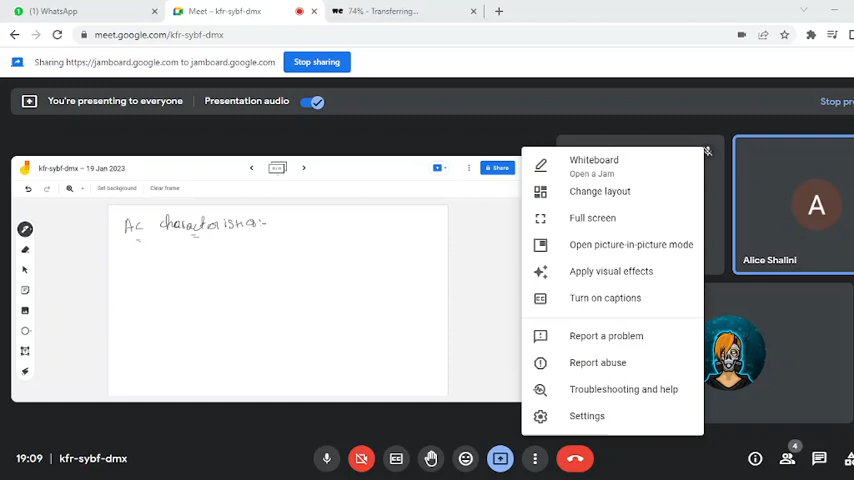 (1) WhatsApp
Meet – kfr-sybf-dmx
we 74% - Transferring...
meet.google.com/kfr-sybf-dmx
Sharing https://jamboard.google.com to jamboard.google.com
Stop sharing
You're presenting to everyone
Presentation audio
Stop pre
kfr-sybf-dmx – 19 Jan 2023
Share
Set background
Clear frame
Ac characteristics:-
Whiteboard
Open a Jam
Change layout
Full screen
Open picture-in-picture mode
Apply visual effects
Turn on captions
Report a problem
Report abuse
Troubleshooting and help
Settings
A
Alice Shalini
19:09 kfr-sybf-dmx
4